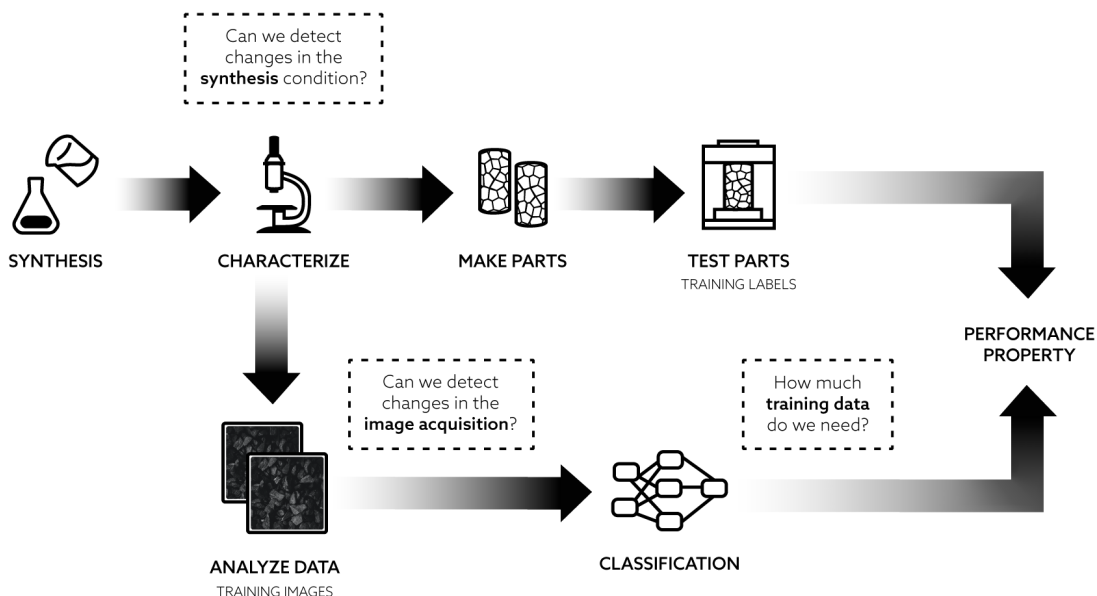 Can we detect
changes in the
synthesis condition?
SYNTHESIS
CHARACTERIZE
MAKE PARTS
TEST PARTS
TRAINING LABELS
PERFORMANCE
PROPERTY
Can we detect
changes in the
image acquisition?
How much
training data
do we need?
ANALYZE DATA
TRAINING IMAGES
CLASSIFICATION